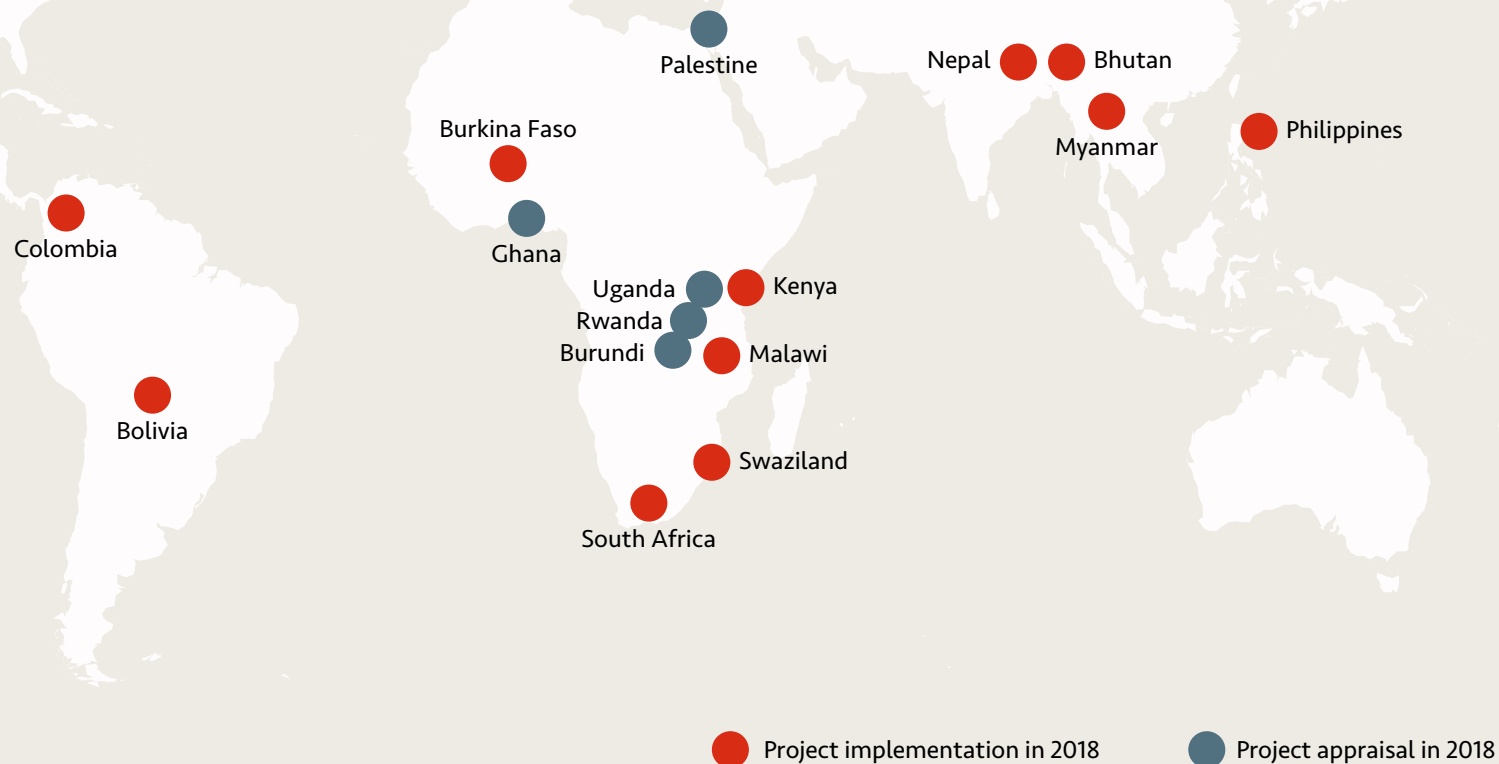 Palestine
Nepal
Bhutan
Burkina Faso
Myanmar
Philippines
Colombia
Ghana
Uganda
Kenya
Rwanda
Burundi
Malawi
Bolivia
Swaziland
South Africa
Project implementation in 2018
Project appraisal in 2018